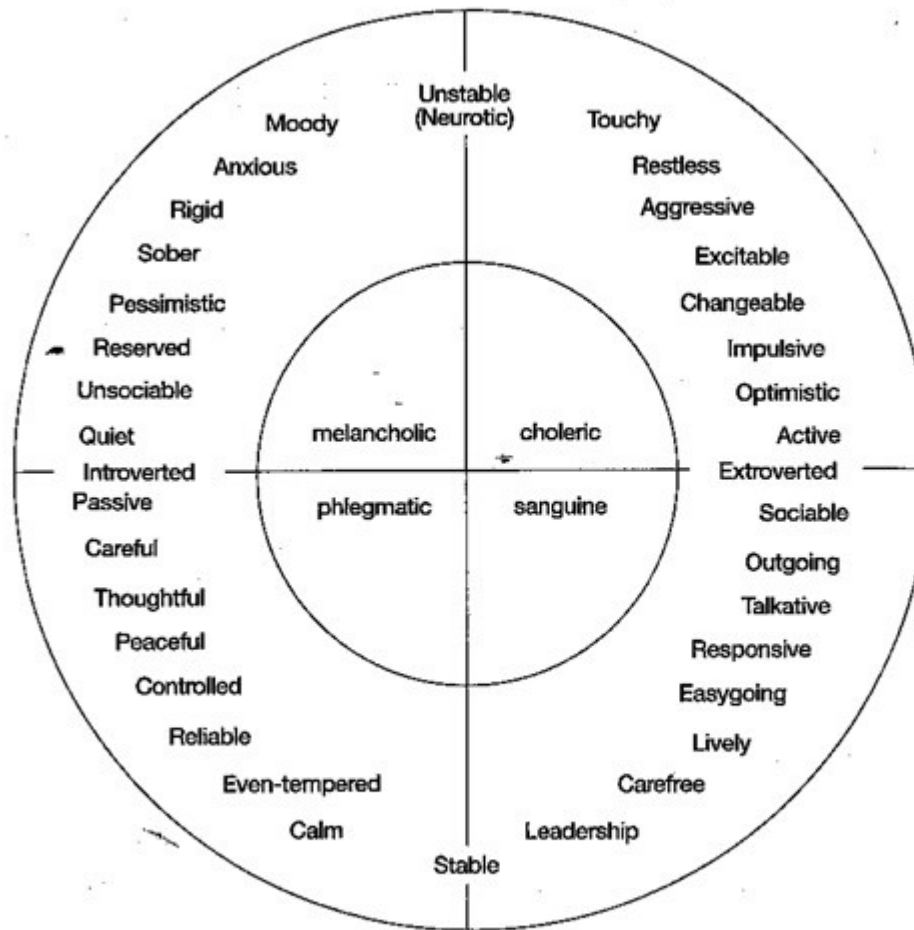 Unstable
(Neurotic)
Moody
Touchy
Anxious
Restless
Rigid
Aggressive
Sober
Excitable
Pessimistic
Changeable
Reserved
Impulsive
Unsociable
Optimistic
Quiet
melancholic
choleric
Active
Introverted
Extroverted
Passive
phlegmatic
sanguine
Sociable
Careful
Outgoing
Thoughtful
Talkative
Peaceful
Responsive
Controlled
Easygoing
Reliable
Lively
Even-tempered
Carefree
Calm
Leadership
Stable